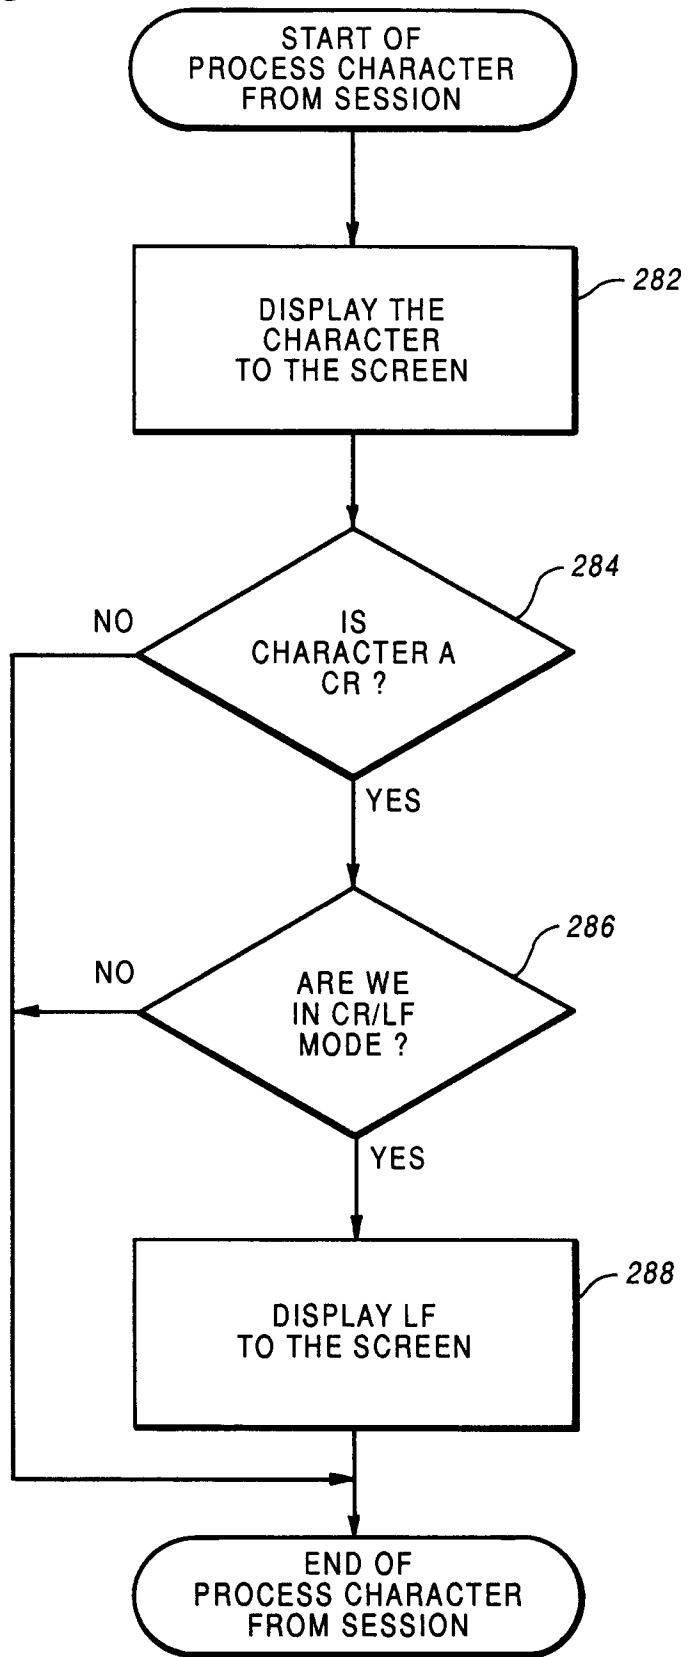 START OF
PROCESS CHARACTER
FROM SESSION
282
DISPLAY THE
CHARACTER
TO THE SCREEN
284
NO
IS
CHARACTER A
CR ?
YES
286
NO
ARE WE
IN CR/LF
MODE ?
YES
288
DISPLAY LF
TO THE SCREEN
END OF
PROCESS CHARACTER
FROM SESSION